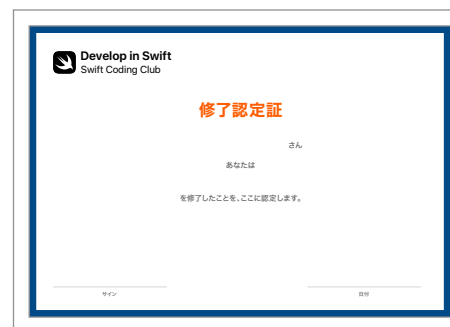 Develop in Swift
Swift Coding Club
修了認定証
さん
あなたは
を修了したことを、ここに認定します。
サイン
日付